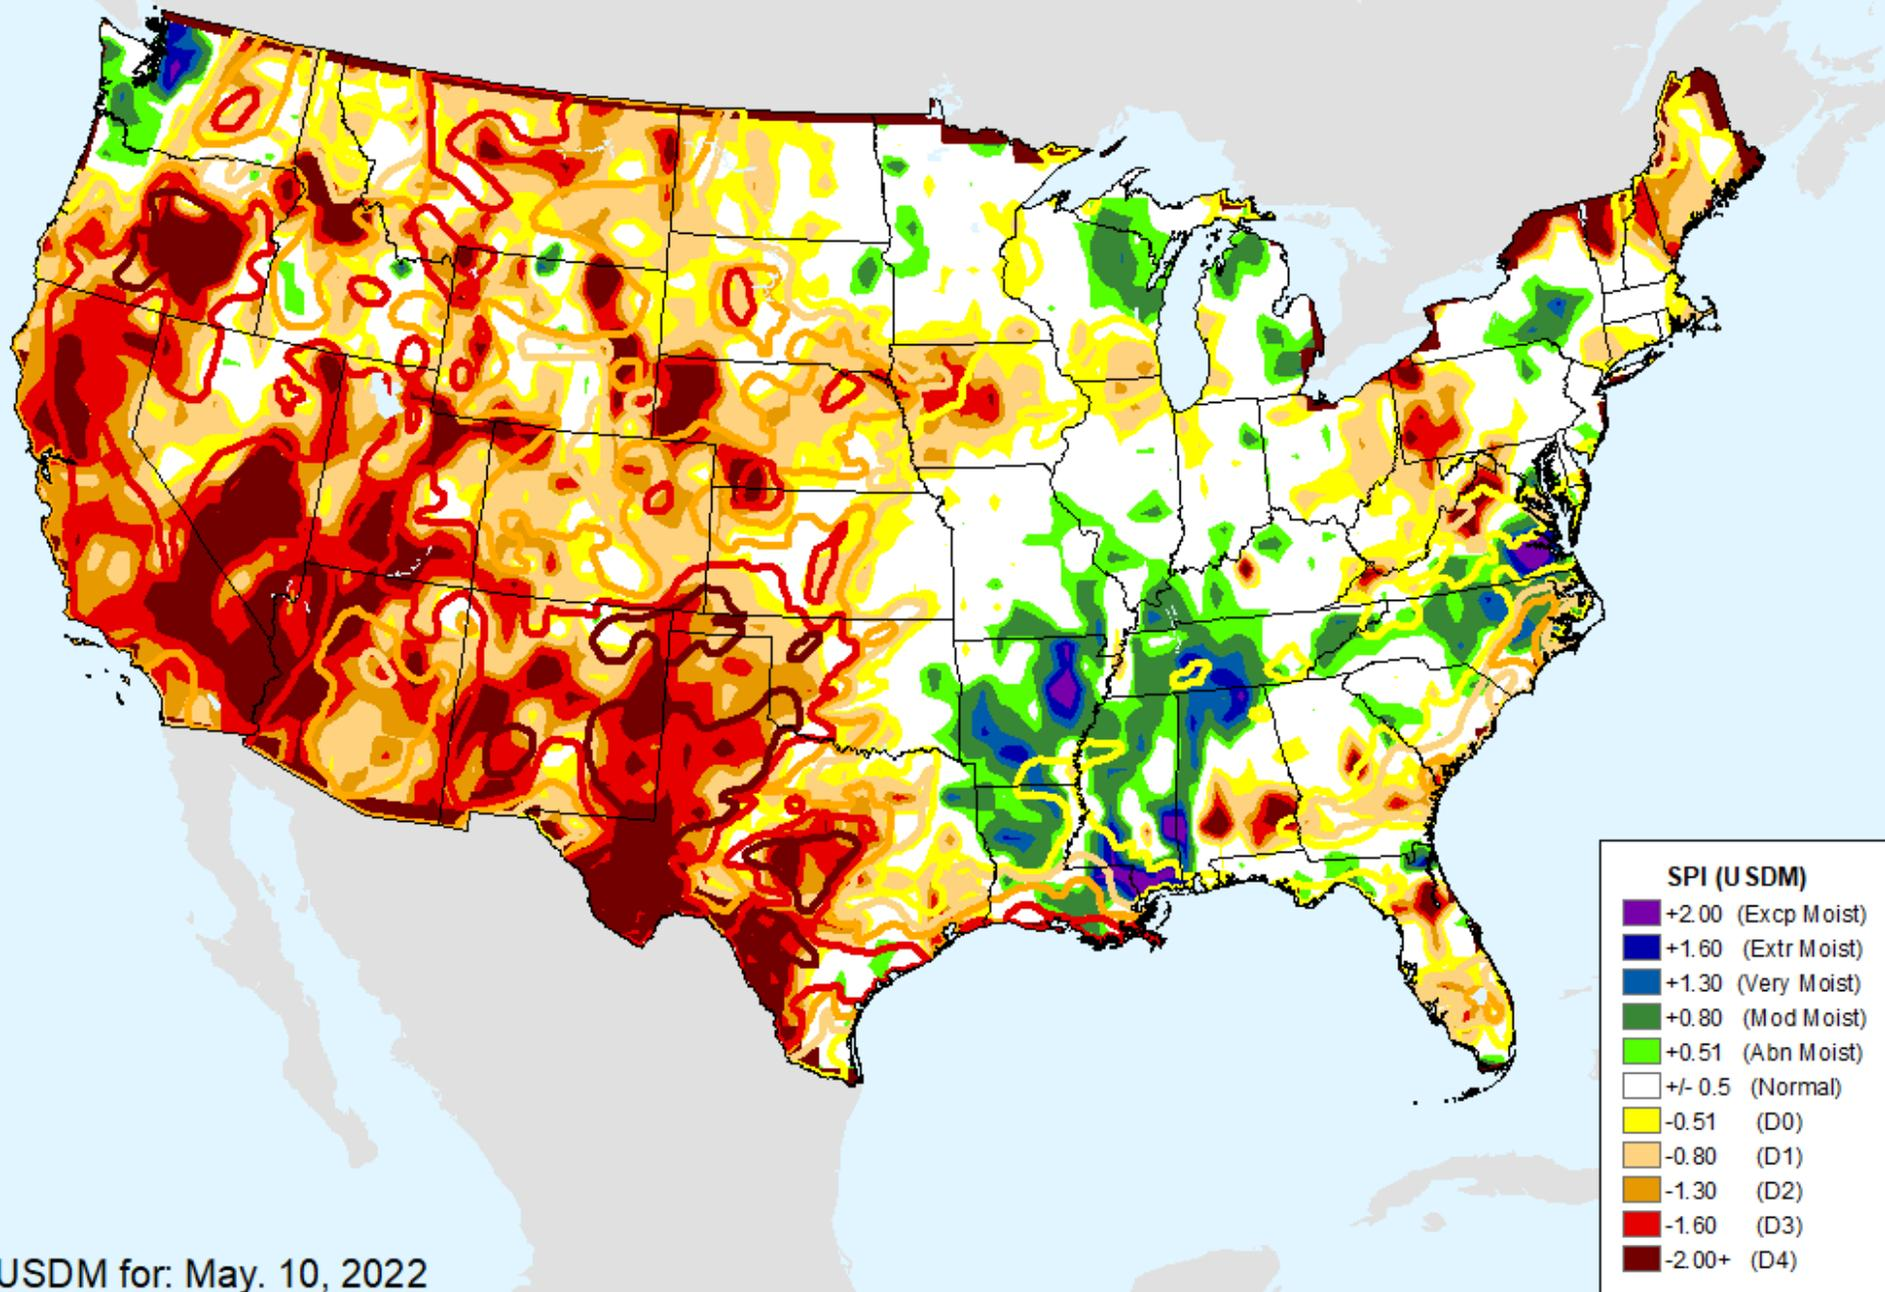 SPI (USDM)
+2.00 (Excp Moist)
+1.60 (Extr Moist)
+1.30 (Very Moist)
+0.80 (Mod Moist)
+0.51 (Abn Moist)
+/- 0.5 (Normal)
-0.51 (D0)
-0.80 (D1)
-1.30 (D2)
-1.60 (D3)
-2.00+ (D4)
USDM for: May. 10, 2022